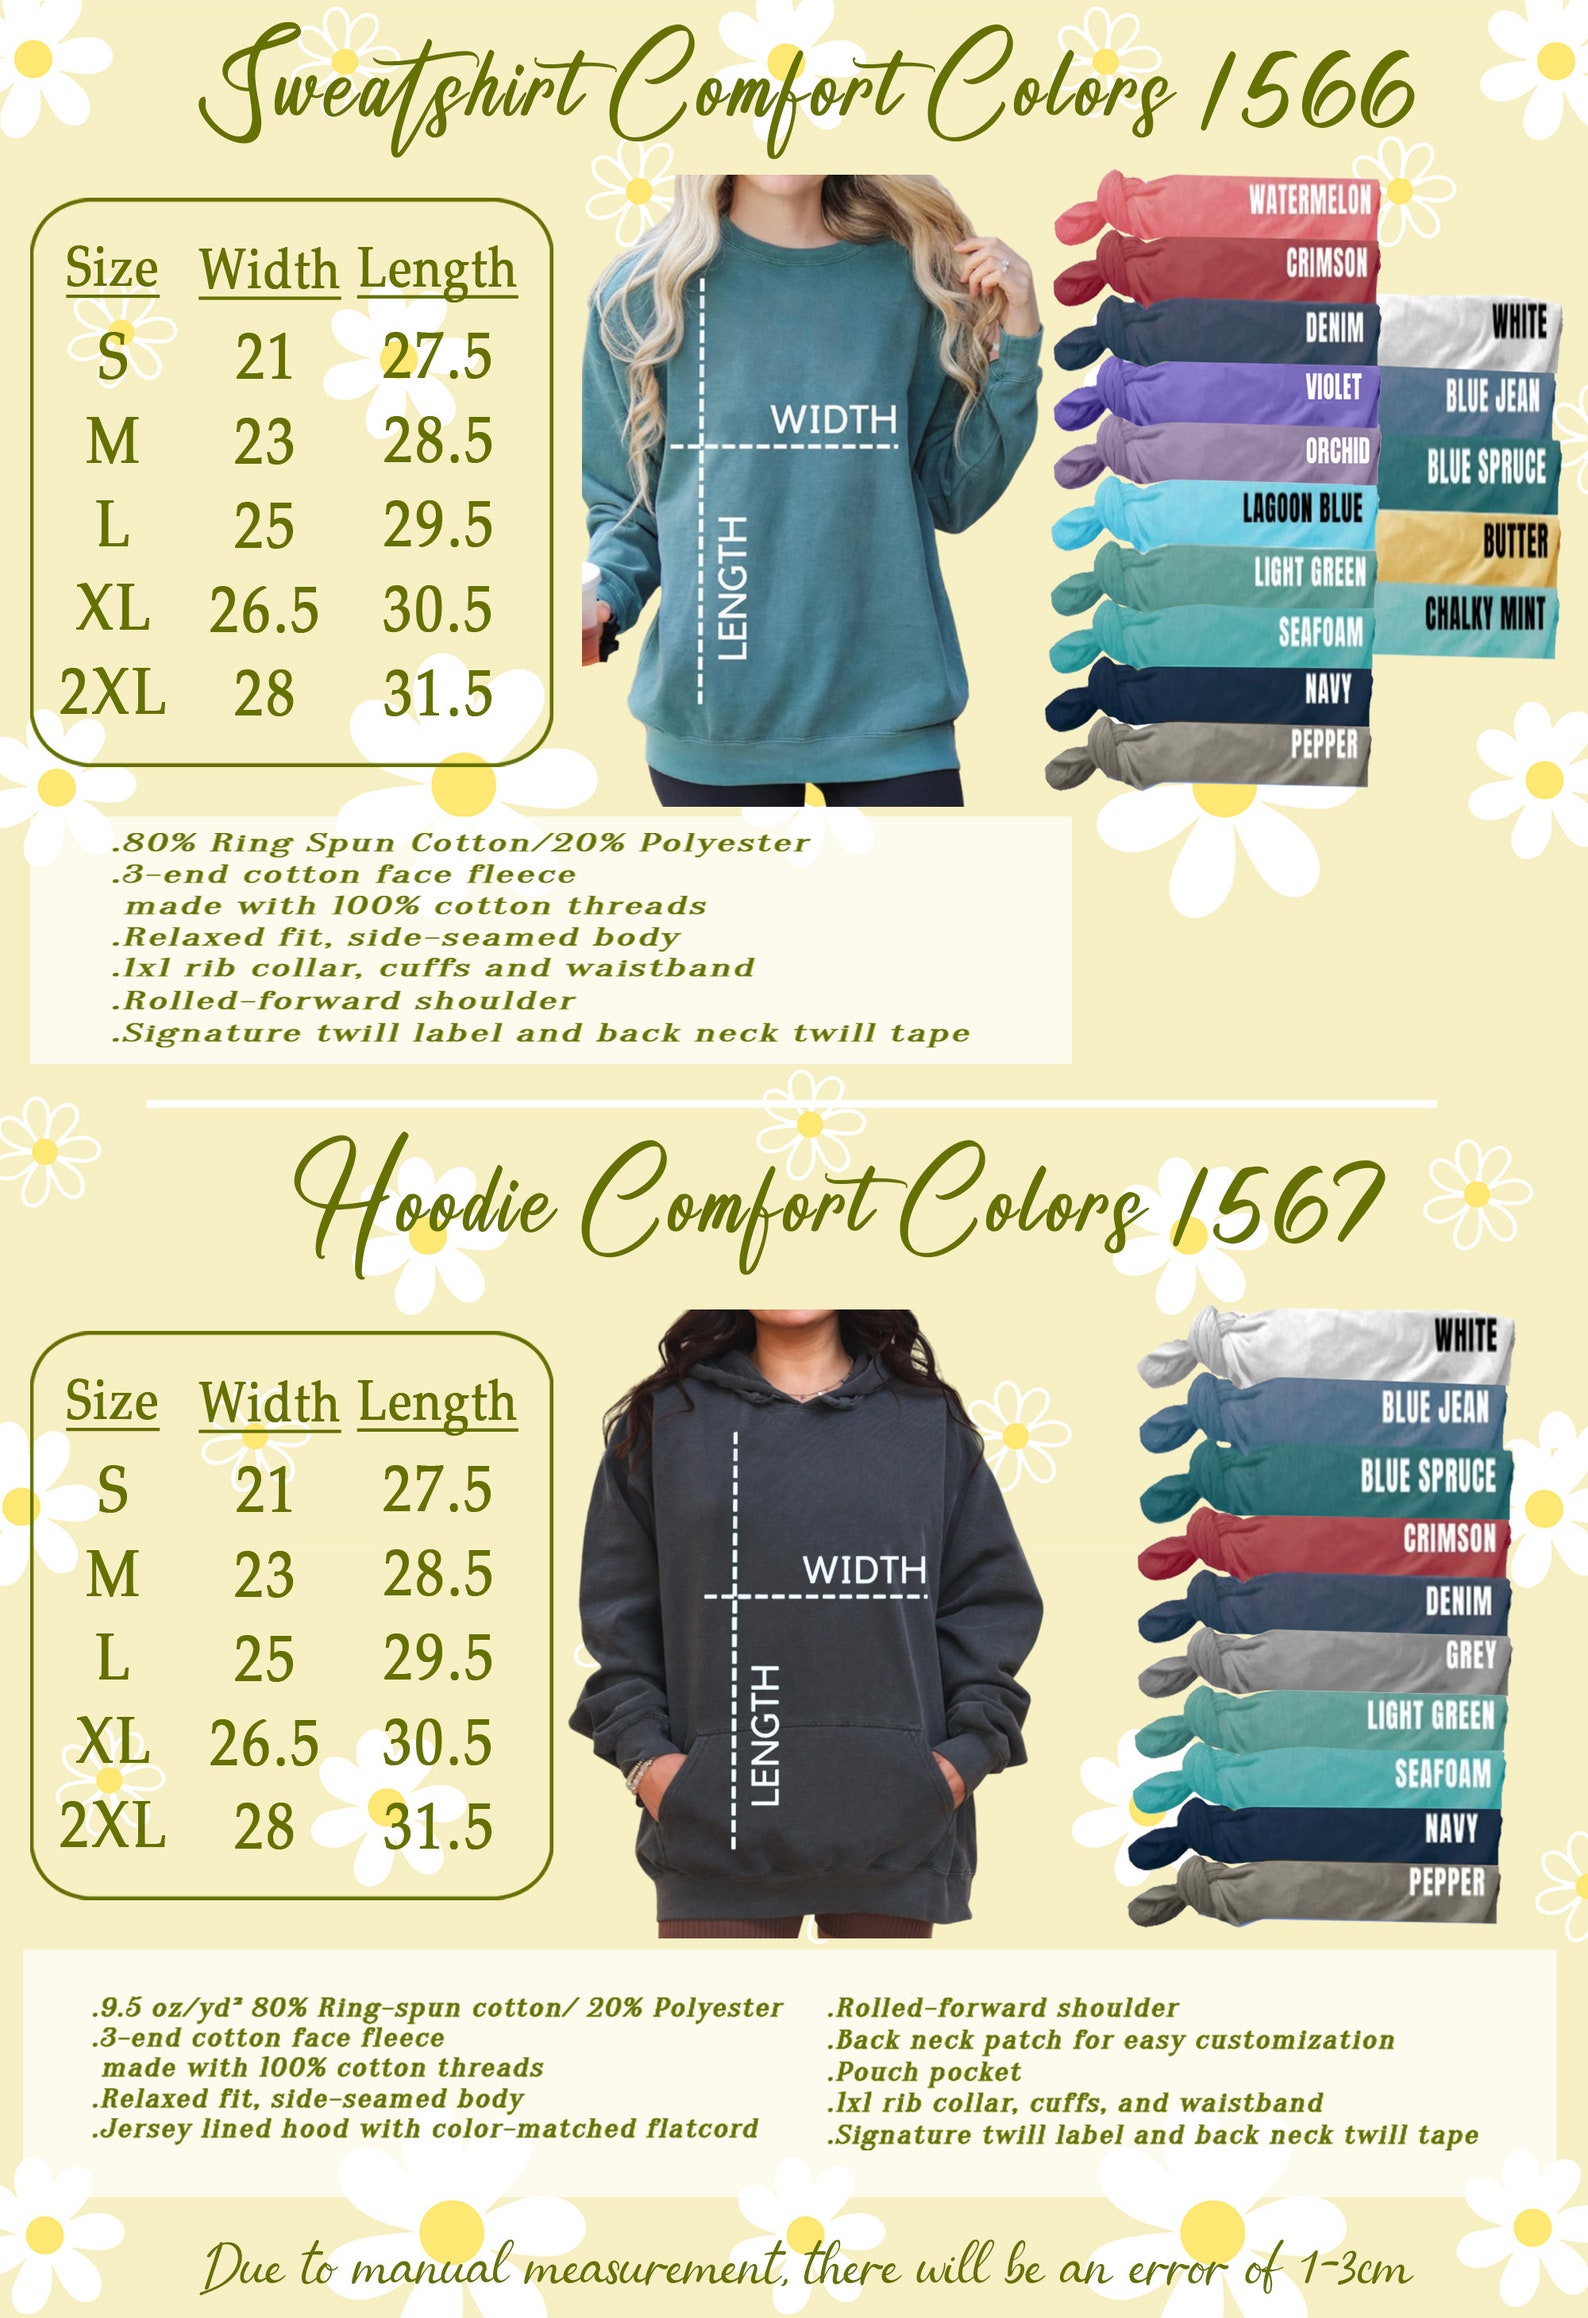 Sweatshirt Comfort Colors 1566
Size Width Length
S 21 27.5
M 23 28.5
L 25 29.5
XL 26.5 30.5
2XL 28 31.5
WIDTH
LENGTH
WATERMELON
CRIMSON
DENIM
VIOLET
ORCHID
LAGOON BLUE
LIGHT GREEN
SEAFOAM
NAVY
PEPPER
WHITE
BLUE JEAN
BLUE SPRUCE
BUTTER
CHALKY MINT
.80% Ring Spun Cotton/20% Polyester
.3-end cotton face fleece
made with 100% cotton threads
.Relaxed fit, side-seamed body
.1x1 rib collar, cuffs and waistband
.Rolled-forward shoulder
.Signature twill label and back neck twill tape
Hoodie Comfort Colors 1567
Size Width Length
S 21 27.5
M 23 28.5
L 25 29.5
XL 26.5 30.5
2XL 28 31.5
WIDTH
LENGTH
WHITE
BLUE JEAN
BLUE SPRUCE
CRIMSON
DENIM
GREY
LIGHT GREEN
SEAFOAM
NAVY
PEPPER
.9.5 oz/yd² 80% Ring-spun cotton/ 20% Polyester
.3-end cotton face fleece
made with 100% cotton threads
.Relaxed fit, side-seamed body
.Jersey lined hood with color-matched flatcord
.Rolled-forward shoulder
.Back neck patch for easy customization
.Pouch pocket
.1x1 rib collar, cuffs, and waistband
.Signature twill label and back neck twill tape
Due to manual measurement, there will be an error of 1-3cm